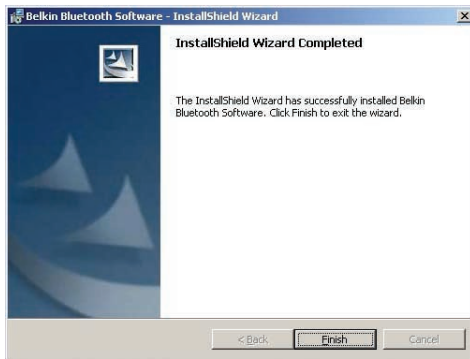 Belkin Bluetooth Software - InstallShield Wizard
InstallShield Wizard Completed
The InstallShield Wizard has successfully installed Belkin
Bluetooth Software. Click Finish to exit the wizard.
< Back
Finish
Cancel